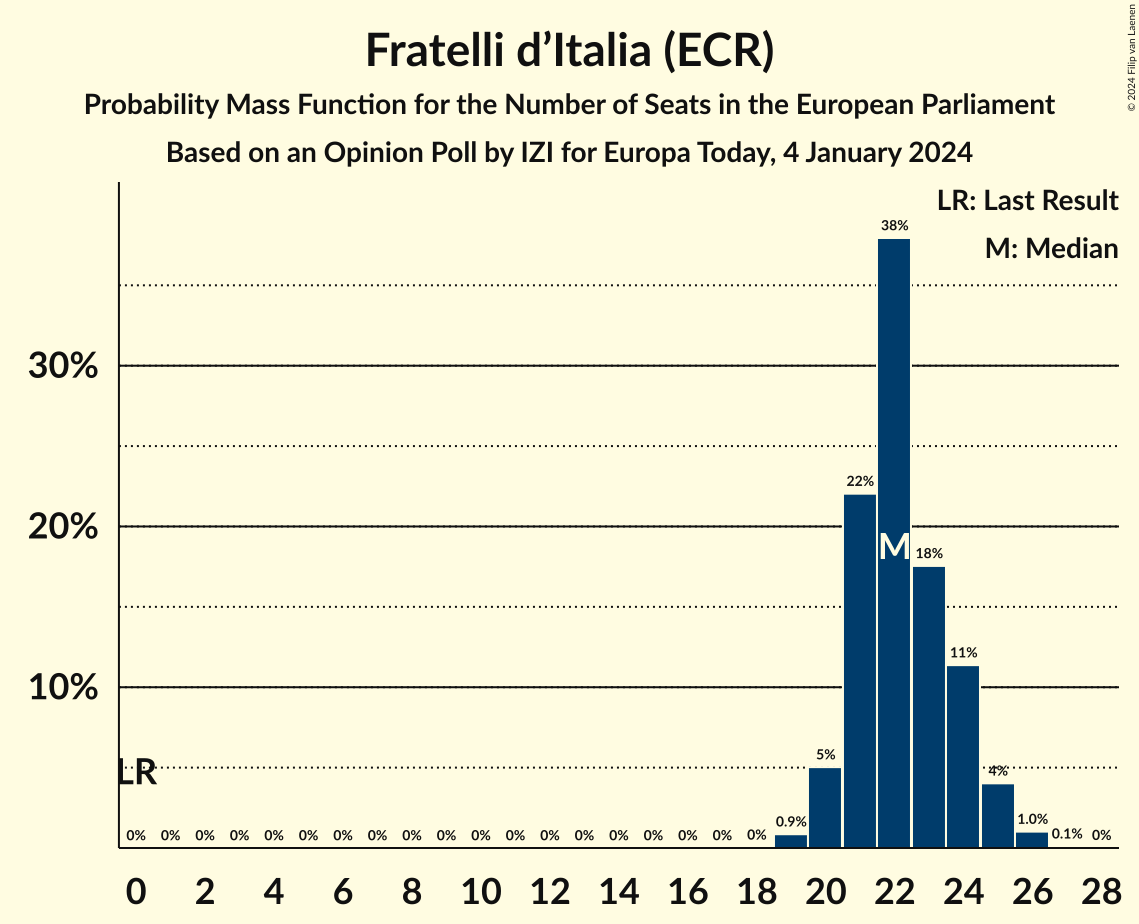 Fratelli d’Italia (ECR)
Probability Mass Function for the Number of Seats in the European Parliament
Based on an Opinion Poll by IZI for Europa Today, 4 January 2024
© 2024 Filip van Laenen
LR: Last Result
M: Median
38%
30%
22%
20%
M
18%
11%
10%
5%
4%
LR
0% 0% 0% 0% 0% 0% 0% 0% 0% 0% 0% 0% 0% 0% 0% 0% 0% 0% 0% 0.9% 1.0% 0.1% 0%
0 2 4 6 8 10 12 14 16 18 20 22 24 26 28